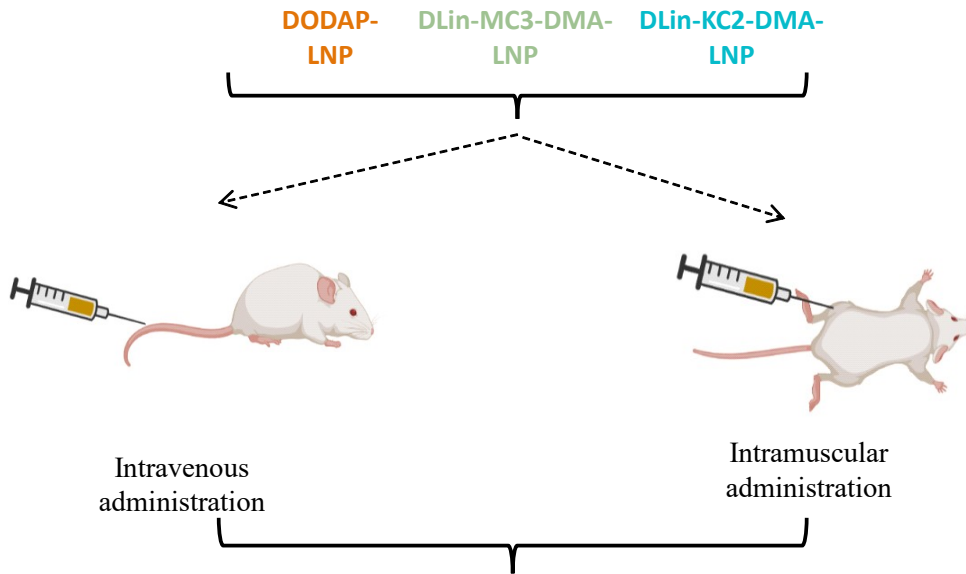 DODAP-
LNP
DLin-MC3-DMA-
LNP
DLin-KC2-DMA-
LNP
Intravenous
administration
Intramuscular
administration